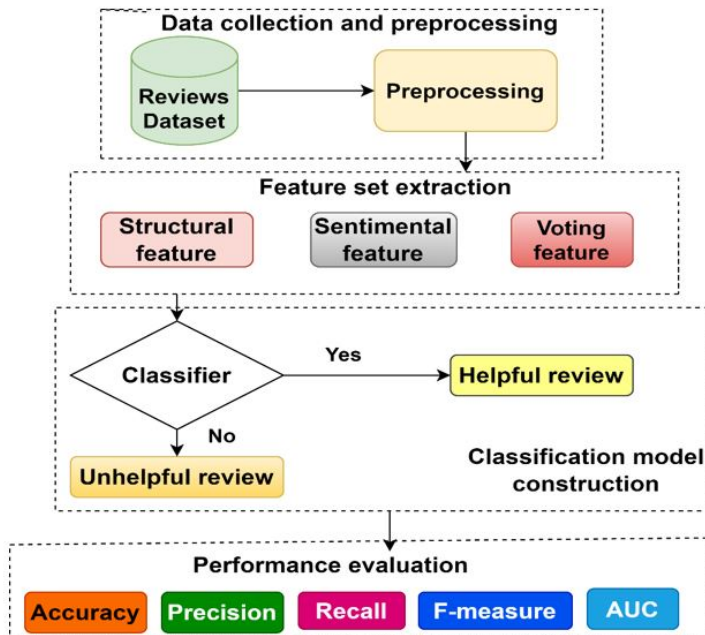 Data collection and preprocessing
Reviews
Dataset
Preprocessing
Feature set extraction
Structural
feature
Sentimental
feature
Voting
feature
Classifier
Yes
Helpful review
No
Unhelpful review
Classification model
construction
Performance evaluation
Accuracy
Precision
Recall
F-measure
AUC